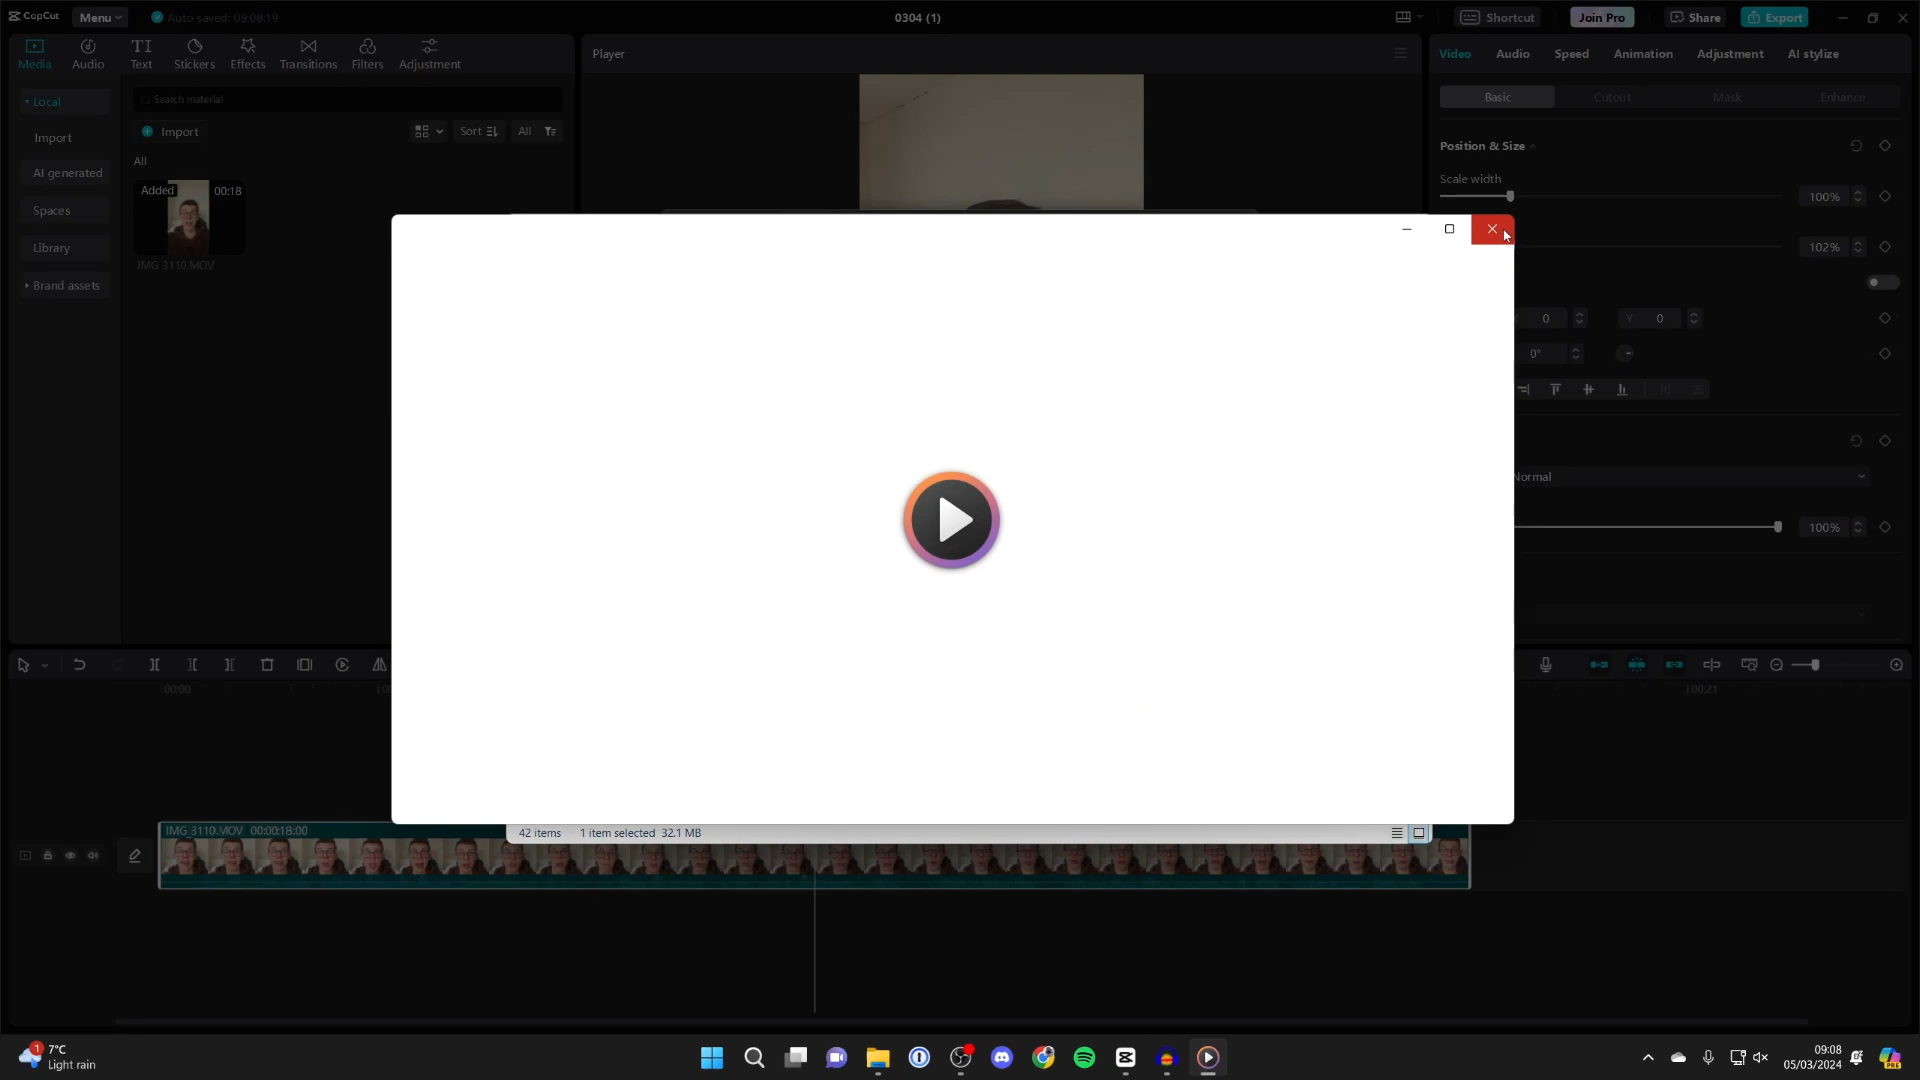 CapCut
Menu
Auto saved: 09:08:19
0304 (1)
Shortcut
Join Pro
Share
Export
Media
Audio
Text
Stickers
Effects
Transitions
Filters
Adjustment
Player
Video
Audio
Speed
Animation
Adjustment
AI stylize
Local
Import
AI generated
Spaces
Library
Brand assets
Search material
Import
Sort
All
All
Added
00:18
IMG_3110.MOV
Basic
Cutout
Mask
Enhance
Position & Size
Scale width
100%
102%
X 0
Y 0
0°
Normal
100%
42 items
1 item selected 32.1 MB
00:00
00:21
IMG_3110.MOV 00:00:18:00
1
7°C
Light rain
09:08
05/03/2024
PRE